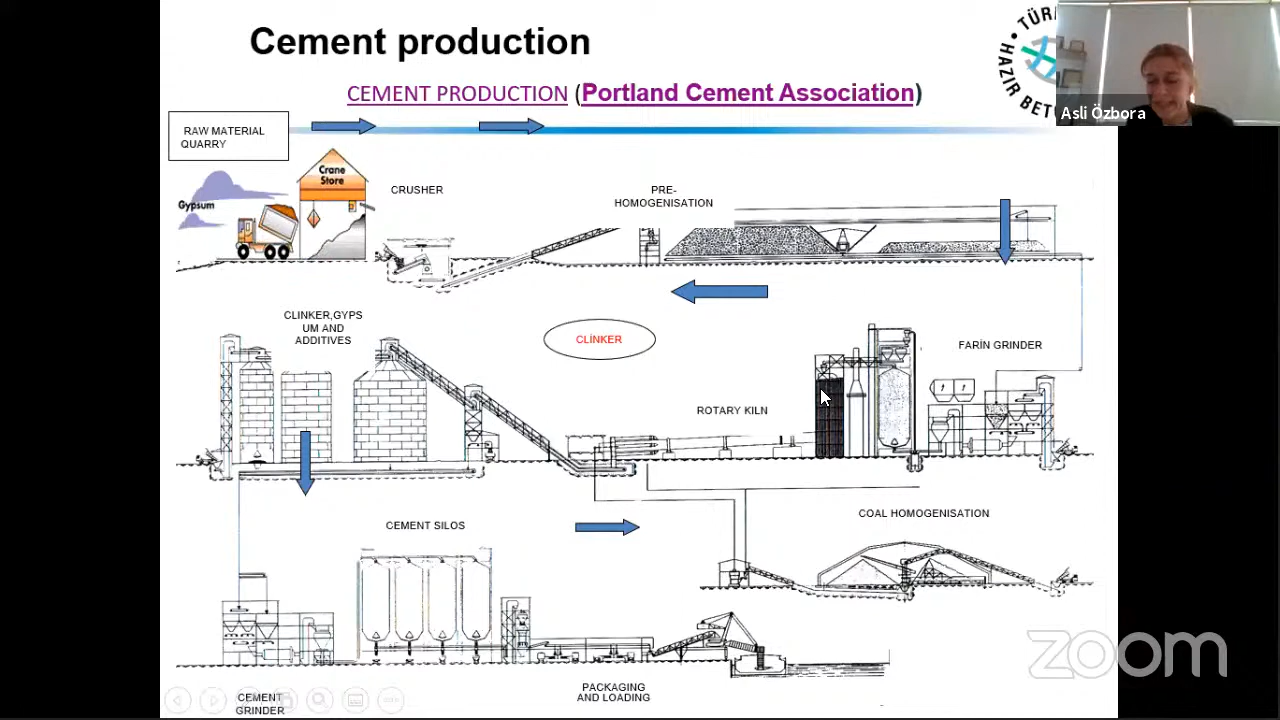 Cement production
CEMENT PRODUCTION (Portland Cement Association)
HAZIR
Asli Özbora
RAW MATERIAL
QUARRY
Crane
Store
Gypsum
CRUSHER
PRE-
HOMOGENISATION
CLINKER,GYPS
UM AND
ADDITIVES
CLİNKER
FARİN GRINDER
ROTARY KILN
COAL HOMOGENISATION
CEMENT SILOS
zoom
PACKAGING
AND LOADING
CEMENT
GRINDER